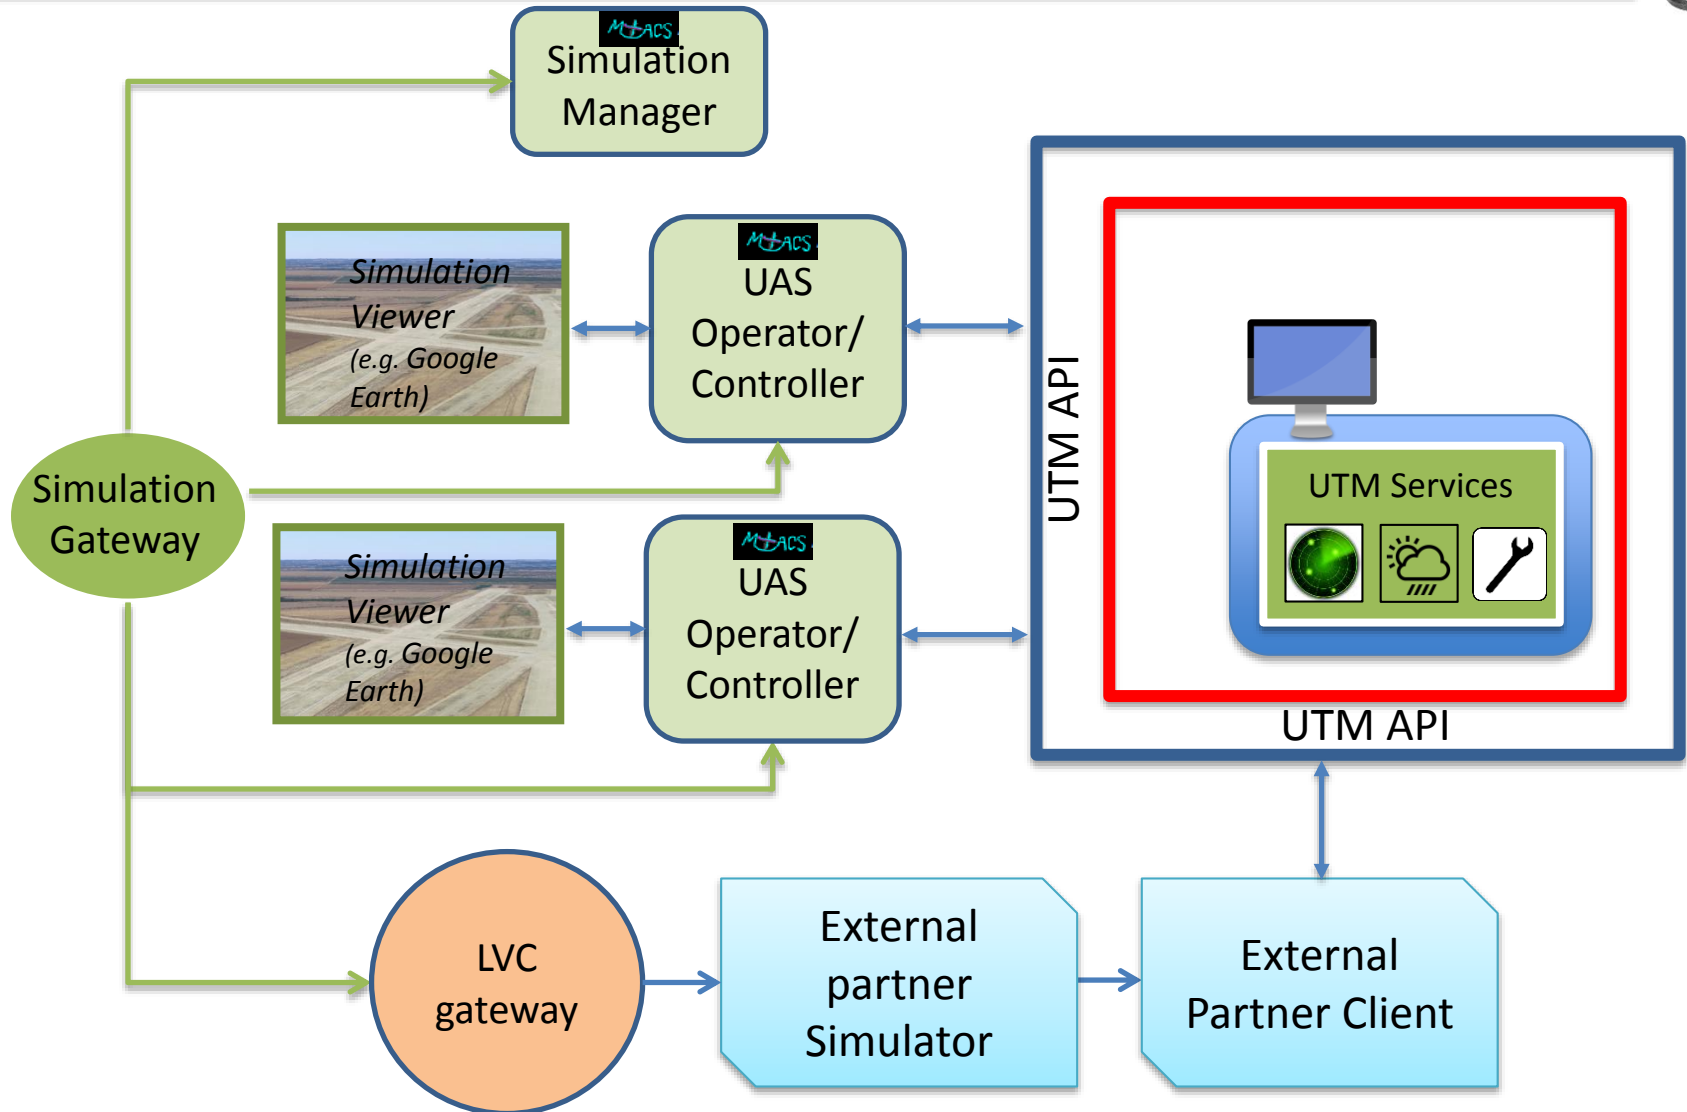 MACS
Simulation
Manager
Simulation
Viewer
(e.g. Google
Earth)
MACS
UAS
Operator/
Controller
UTM API
UTM Services
Simulation
Gateway
Simulation
Viewer
(e.g. Google
Earth)
MACS
UAS
Operator/
Controller
UTM API
LVC
gateway
External
partner
Simulator
External
Partner Client